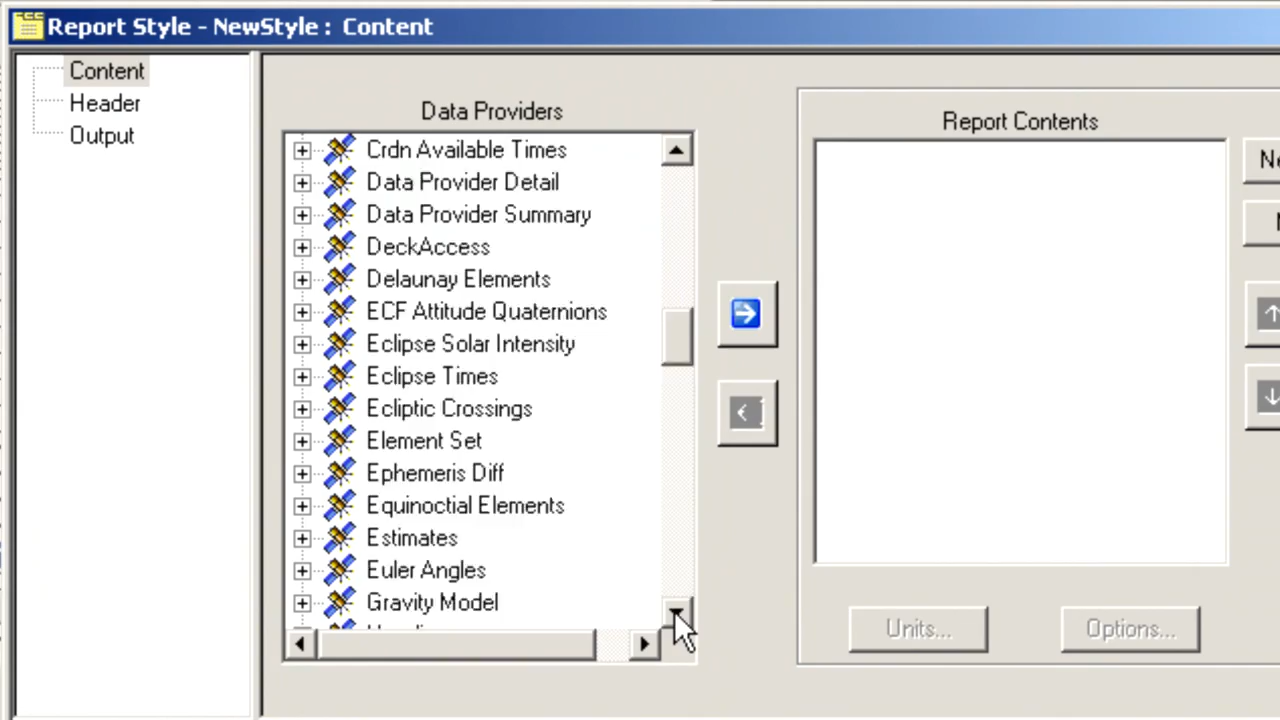 Report Style - NewStyle : Content
Content
Header
Output
Data Providers
Crdn Available Times
Data Provider Detail
Data Provider Summary
DeckAccess
Delaunay Elements
ECF Attitude Quaternions
Eclipse Solar Intensity
Eclipse Times
Ecliptic Crossings
Element Set
Ephemeris Diff
Equinoctial Elements
Estimates
Euler Angles
Gravity Model
Report Contents
Units...
Options...